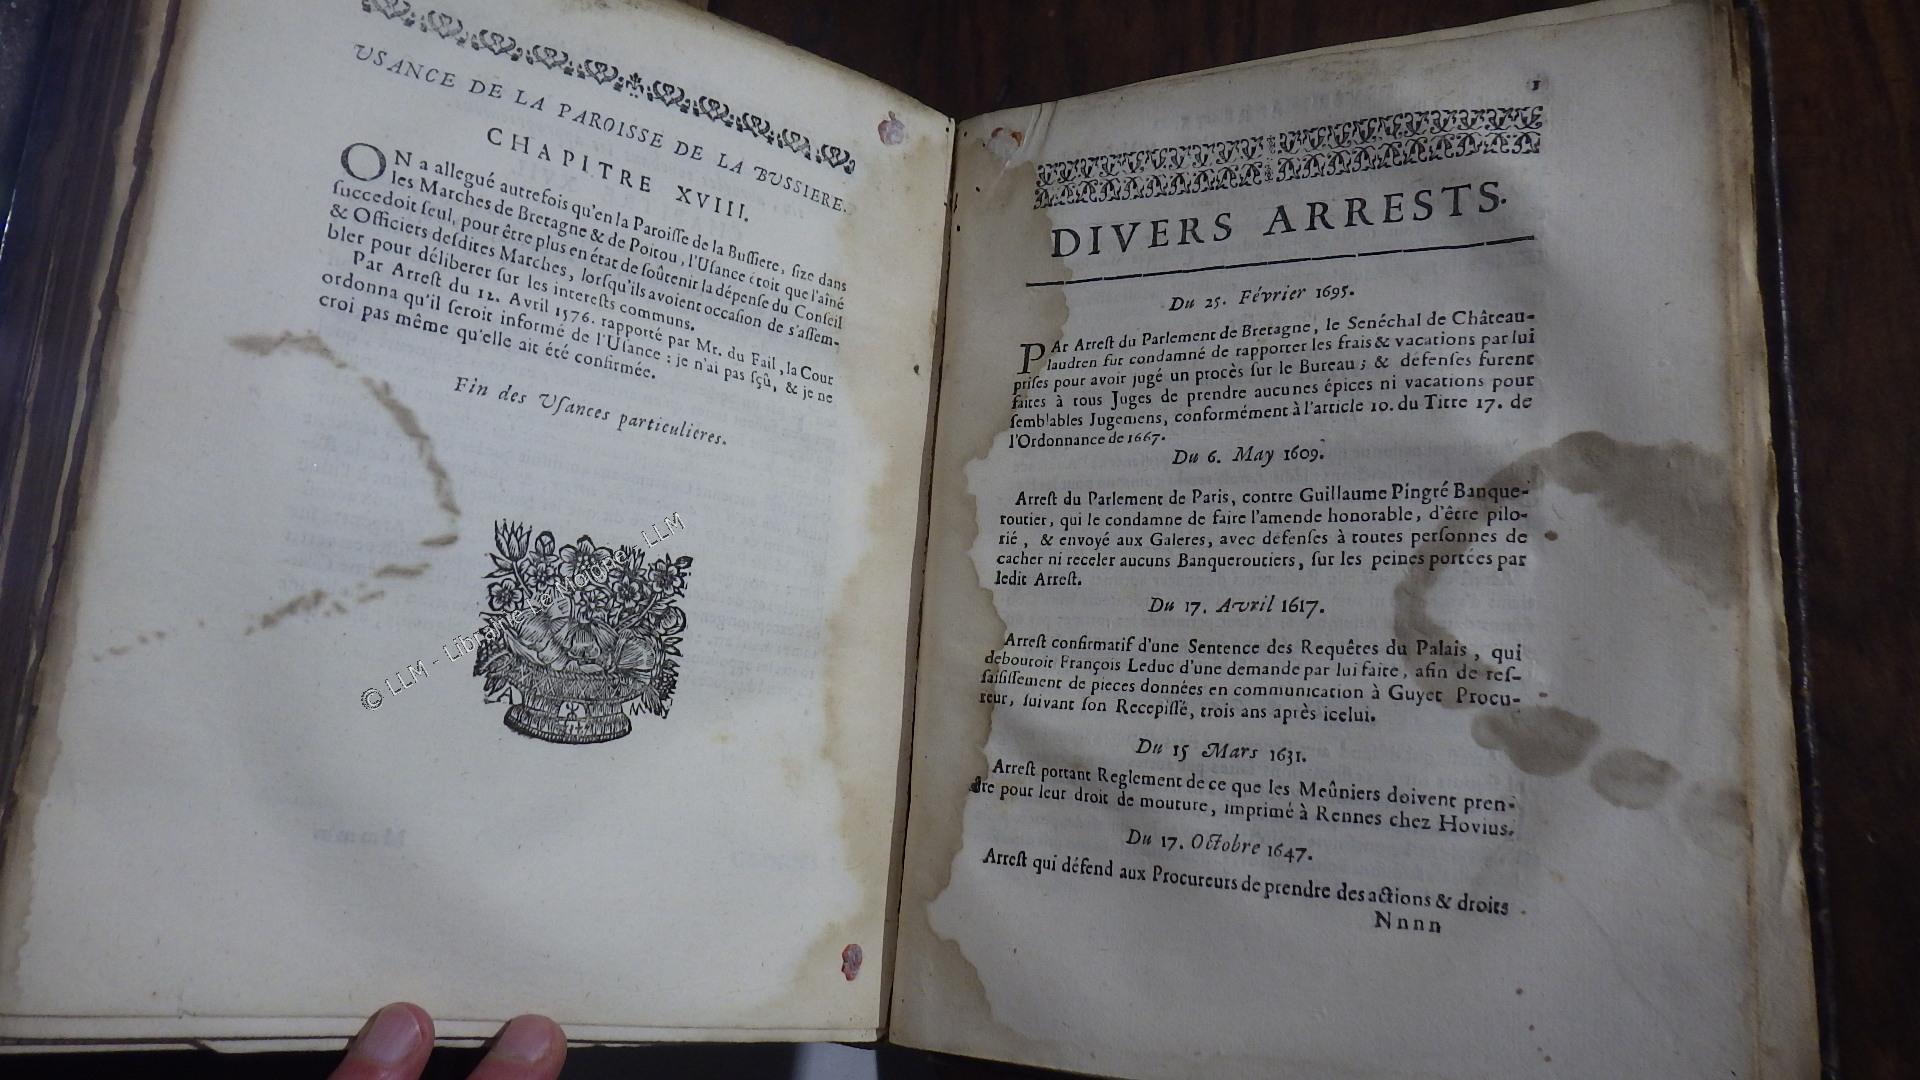 USANCE DE LA PAROISSE DE LA BUSSIERE.
CHAPITRE XVIII.
ON a allegué autrefois qu'en la Paroiſſe de la Buſſiere, ſize dans
les Marches de Bretagne & de Poitou, l'Uſance étoit que l'aîné
ſuccedoit ſeul, pour être plus en état de ſoûtenir la dépenſe du Conſeil
& Officiers deſdites Marches, lorſqu'ils avoient occaſion de s'aſſem-
bler pour déliberer ſur les intereſts communs.
Par Arreſt du 12. Avril 1576. rapporté par Mr. du Fail, la Cour
ordonna qu'il ſeroit informé de l'Uſance : je n'ai pas ſçû, & je ne
croi pas même qu'elle ait été confirmée.
Fin des Uſances particulieres.
© LLM - Librairie Le Molière - LLM
1
DIVERS ARRESTS.
Du 25. Février 1695.
PAr Arreſt du Parlement de Bretagne, le Senéchal de Château-
laudren fut condamné de rapporter les frais & vacations par lui
priſes pour avoir jugé un procès ſur le Bureau ; & défenſes furent
faites à tous Juges de prendre aucunes épices ni vacations pour
ſemblables Jugemens, conformément à l'article 10. du Titre 17. de
l'Ordonnance de 1667.
Du 6. May 1609.
Arreſt du Parlement de Paris, contre Guillaume Pingré Banque-
routier, qui le condamne de faire l'amende honorable, d'être pilo-
rié, & envoyé aux Galeres, avec défenſes à toutes perſonnes de
cacher ni receler aucuns Banqueroutiers, ſur les peines portées par
ledit Arreſt.
Du 17. Avril 1617.
Arreſt confirmatif d'une Sentence des Requêtes du Palais, qui
déboutoit François Leduc d'une demande par lui faite, afin de reſ-
ſaiſiſſement de pieces données en communication à Guyet Procu-
reur, ſuivant ſon Recepiſſé, trois ans après icelui.
Du 15 Mars 1631.
Arreſt portant Reglement de ce que les Meûniers doivent pren-
dre pour leur droit de mouture, imprimé à Rennes chez Hovius.
Du 17. Octobre 1647.
Arreſt qui défend aux Procureurs de prendre des actions & droits
Nnnn